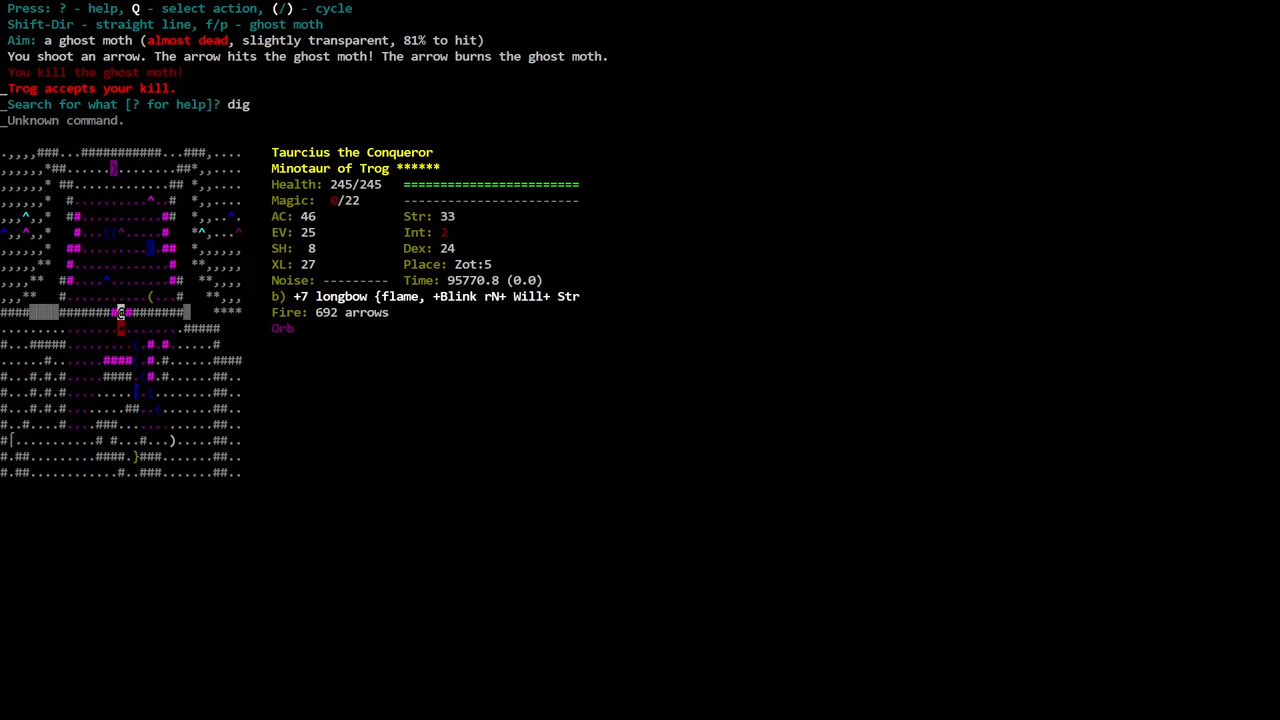 Press: ? - help, Q - select action, (/) - cycle
Shift-Dir - straight line, f/p - ghost moth
Aim: a ghost moth (almost dead, slightly transparent, 81% to hit)
You shoot an arrow. The arrow hits the ghost moth! The arrow burns the ghost moth.
You kill the ghost moth!
_Trog accepts your kill.
_Search for what [? for help]? dig
_Unknown command.
Taurcius the Conqueror
Minotaur of Trog ******
Health: 245/245 ========================
Magic: 0/22 ------------------------
AC: 46 Str: 33
EV: 25 Int: 2
SH: 8 Dex: 24
XL: 27 Place: Zot:5
Noise: --------- Time: 95770.8 (0.0)
b) +7 longbow {flame, +Blink rN+ Will+ Str
Fire: 692 arrows
Orb